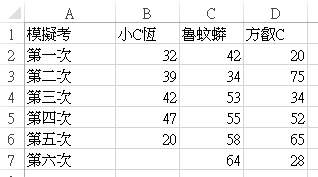 A B C D
1 模擬考 小C恆 魯蚊蟒 方叡C
2 第一次 32 42 20
3 第二次 39 34 75
4 第三次 42 53 34
5 第四次 47 55 52
6 第五次 20 58 65
7 第六次 64 28